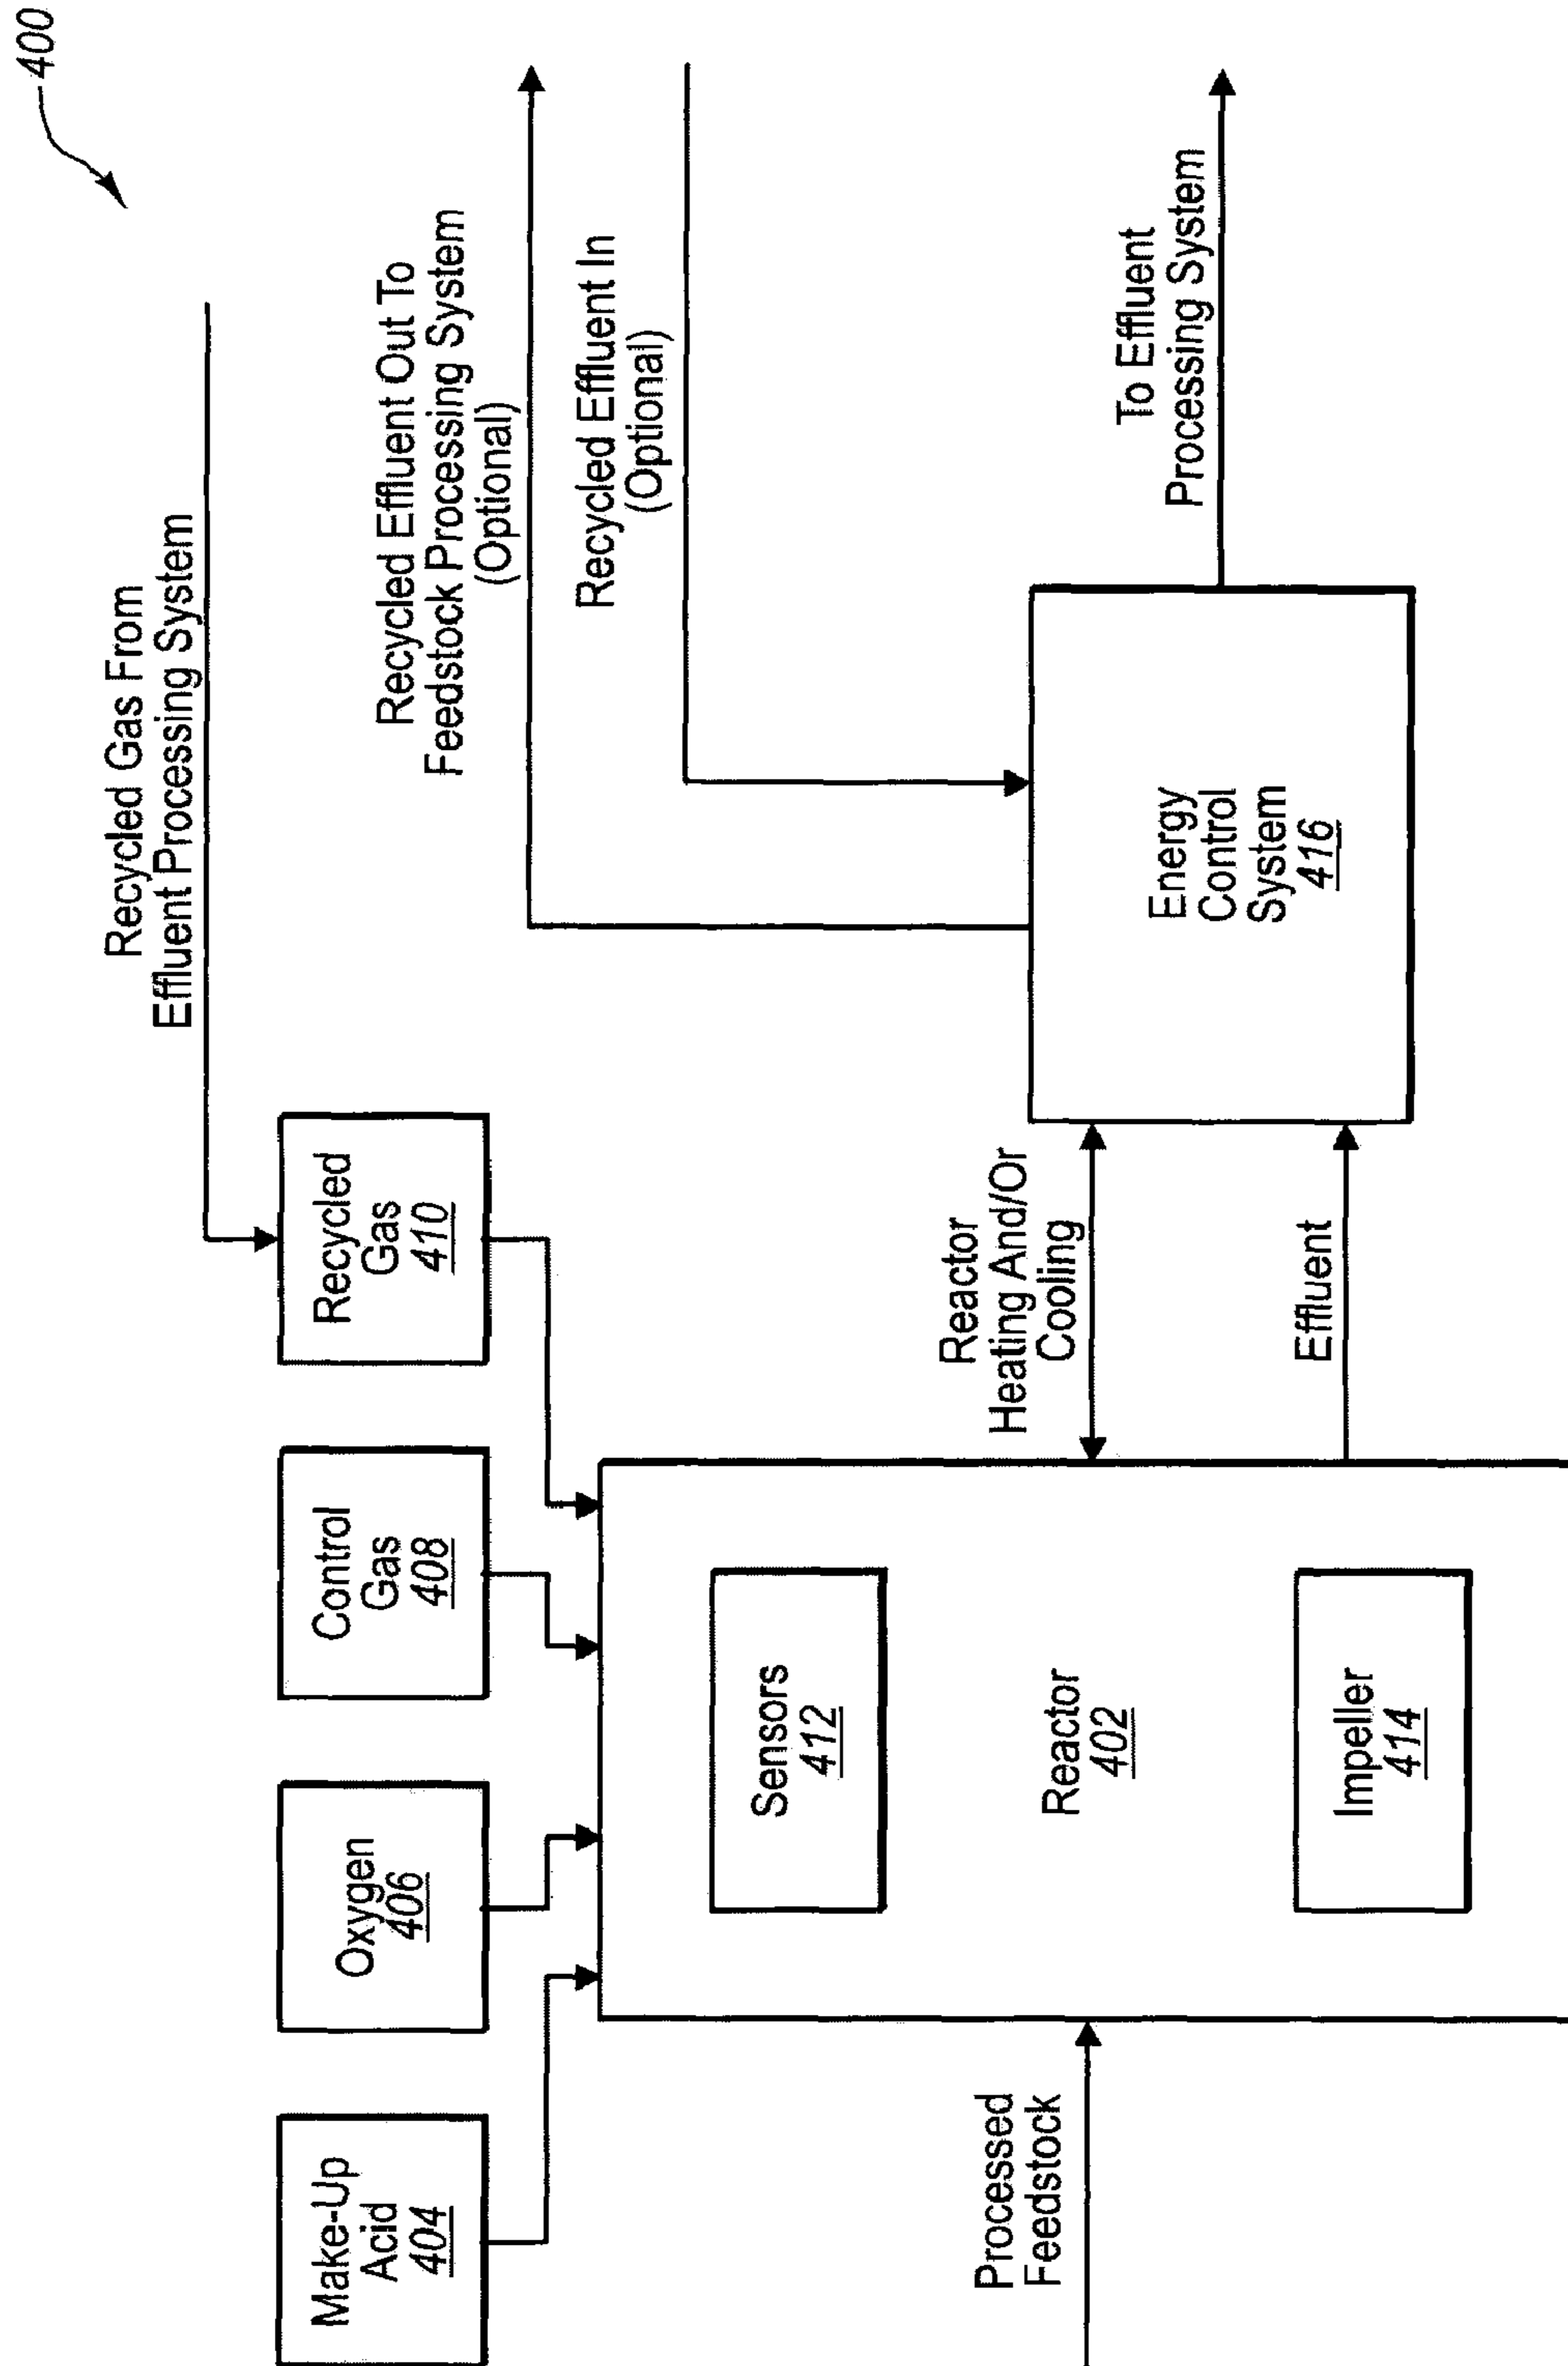 400
Recycled Gas From
Effluent Processing System
Recycled Effluent Out To
Feedstock Processing System
(Optional)
Recycled Effluent In
(Optional)
Make-Up
Acid
404
Oxygen
406
Control
Gas
408
Recycled
Gas
410
Processed
Feedstock
Sensors
412
Reactor
402
Impeller
414
Reactor
Heating And/Or
Cooling
Effluent
Energy
Control
System
416
To Effluent
Processing System